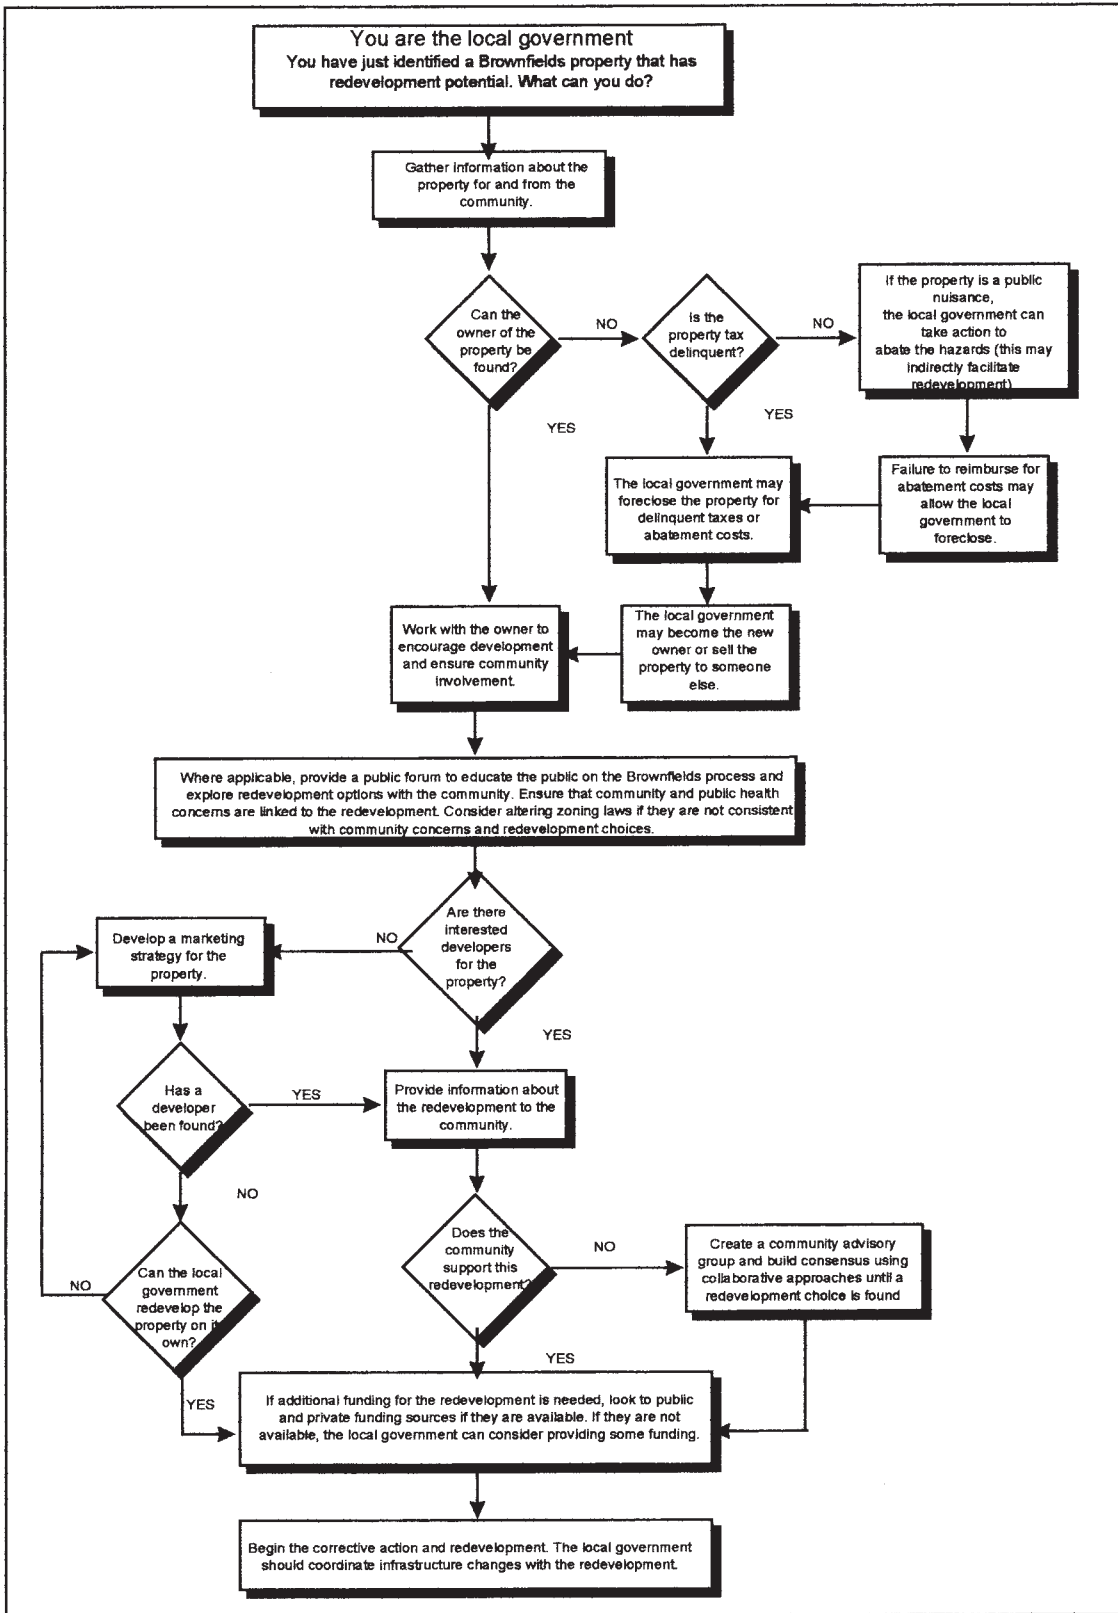 You are the local government
You have just identified a Brownfields property that has
redevelopment potential. What can you do?
Gather information about the
property for and from the
community.
Can the
owner of the
property be
found?
NO
Is the
property tax
delinquent?
NO
If the property is a public
nuisance,
the local government can
take action to
abate the hazards (this may
indirectly facilitate
redevelopment)
YES
YES
The local government may
foreclose the property for
delinquent taxes or
abatement costs.
Failure to reimburse for
abatement costs may
allow the local
government to
foreclose.
Work with the owner to
encourage development
and ensure community
involvement.
The local government
may become the new
owner or sell the
property to someone
else.
Where applicable, provide a public forum to educate the public on the Brownfields process and
explore redevelopment options with the community. Ensure that community and public health
concerns are linked to the redevelopment. Consider altering zoning laws if they are not consistent
with community concerns and redevelopment choices.
Are there
interested
developers
for the
property?
NO
Develop a marketing
strategy for the
property.
YES
Has a
developer
been found?
YES
Provide information about
the redevelopment to the
community.
NO
Can the local
government
redevelop the
property on its
own?
NO
Does the
community
support this
redevelopment?
NO
Create a community advisory
group and build consensus using
collaborative approaches until a
redevelopment choice is found
YES
YES
If additional funding for the redevelopment is needed, look to public
and private funding sources if they are available. If they are not
available, the local government can consider providing some funding.
Begin the corrective action and redevelopment. The local government
should coordinate infrastructure changes with the redevelopment.